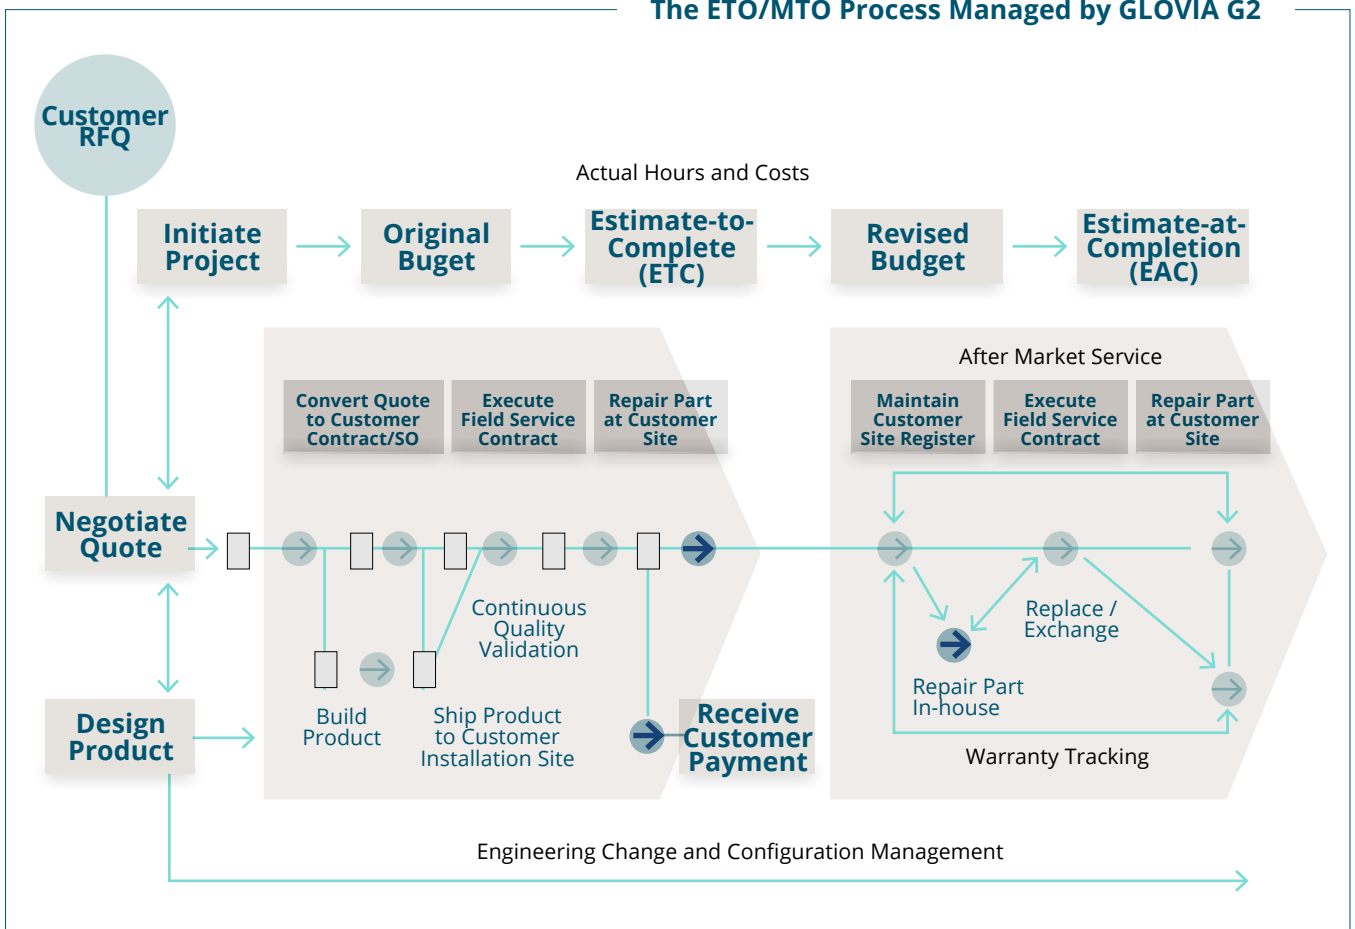 The ETO/MTO Process Managed by GLOVIA G2
Customer
RFQ
Actual Hours and Costs
Initiate
Project
Original
Buget
Estimate-to-
Complete
(ETC)
Revised
Budget
Estimate-at-
Completion
(EAC)
After Market Service
Convert Quote
to Customer
Contract/SO
Execute
Field Service
Contract
Repair Part
at Customer
Site
Maintain
Customer
Site Register
Execute
Field Service
Contract
Repair Part
at Customer
Site
Negotiate
Quote
Continuous
Quality
Validation
Replace /
Exchange
Repair Part
In-house
Design
Product
Build
Product
Ship Product
to Customer
Installation Site
Receive
Customer
Payment
Warranty Tracking
Engineering Change and Configuration Management